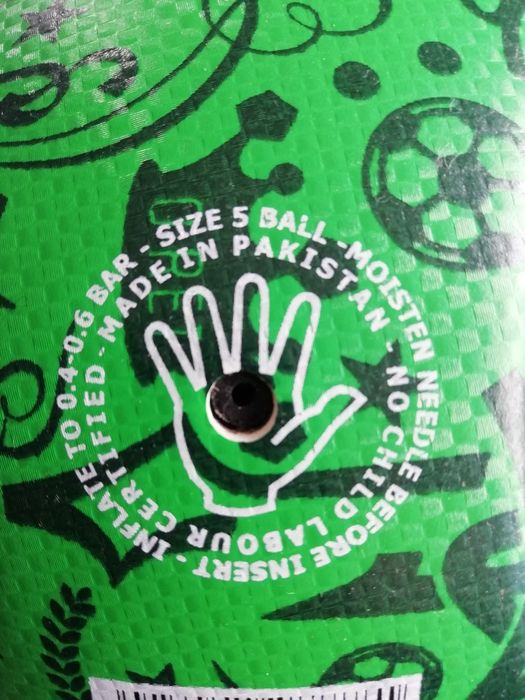 INFLATE TO 0.4-0.6 BAR - SIZE 5 BALL - MOISTEN NEEDLE BEFORE INSERT -
MADE IN PAKISTAN - NO CHILD LABOUR CERTIFIED -